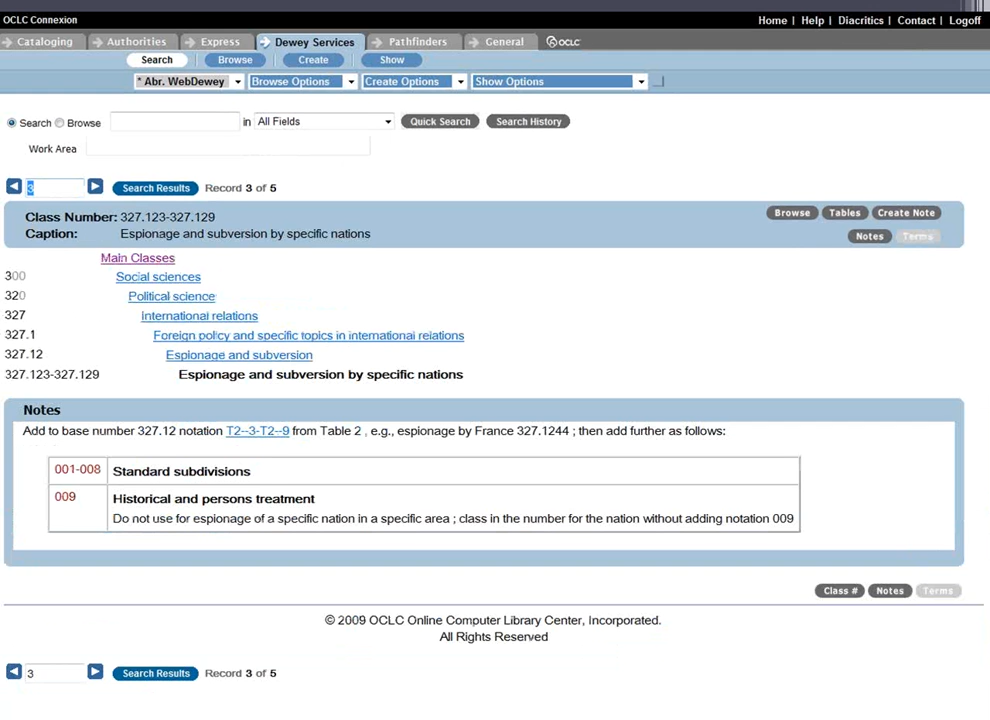 OCLC Connexion
Home | Help | Diacritics | Contact | Logoff
Cataloging Authorities Express Dewey Services Pathfinders General OCLC
Search Browse Create Show
* Abr. WebDewey Browse Options Create Options Show Options
Search Browse in All Fields Quick Search Search History
Work Area
3 Search Results Record 3 of 5
Class Number: 327.123-327.129 Browse Tables Create Note
Caption: Espionage and subversion by specific nations Notes Terms
Main Classes
300 Social sciences
320 Political science
327 International relations
327.1 Foreign policy and specific topics in international relations
327.12 Espionage and subversion
327.123-327.129 Espionage and subversion by specific nations
Notes
Add to base number 327.12 notation T2--3-T2--9 from Table 2 , e.g., espionage by France 327.1244 ; then add further as follows:
001-008 Standard subdivisions
009 Historical and persons treatment
Do not use for espionage of a specific nation in a specific area ; class in the number for the nation without adding notation 009
Class # Notes Terms
© 2009 OCLC Online Computer Library Center, Incorporated.
All Rights Reserved
3 Search Results Record 3 of 5